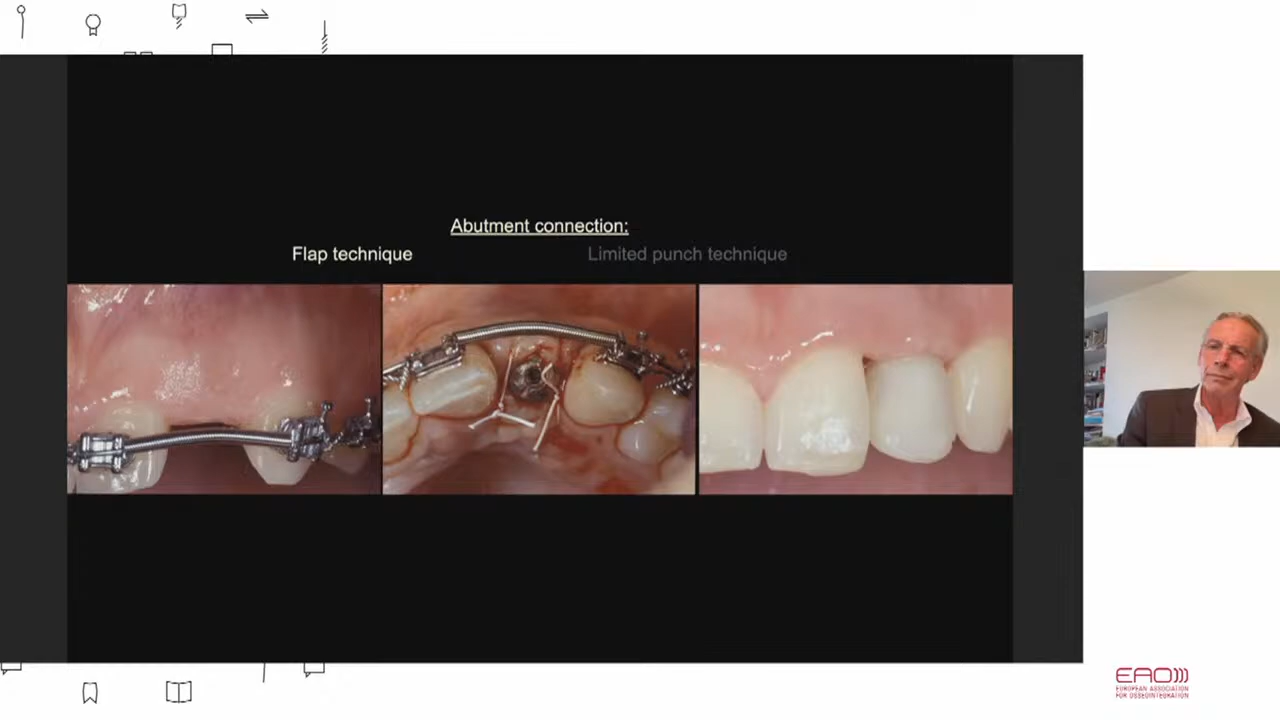 Abutment connection:
Flap technique
Limited punch technique
EAO
EUROPEAN ASSOCIATION
FOR OSSEOINTEGRATION